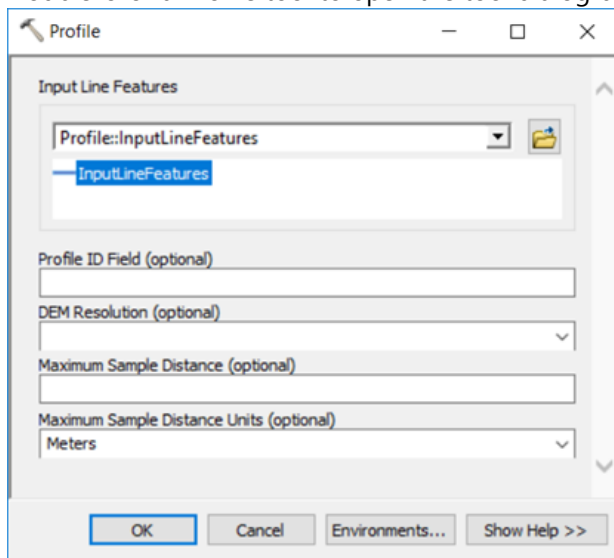 Profile
Input Line Features
Profile::InputLineFeatures
InputLineFeatures
Profile ID Field (optional)
DEM Resolution (optional)
Maximum Sample Distance (optional)
Maximum Sample Distance Units (optional)
Meters
OK Cancel Environments... Show Help >>